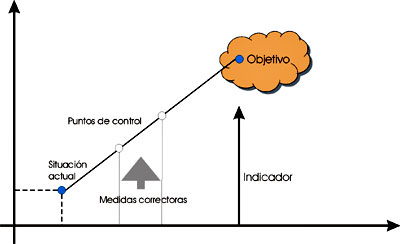 Objetivo
Puntos de control
Situación
actual
Indicador
Medidas correctoras